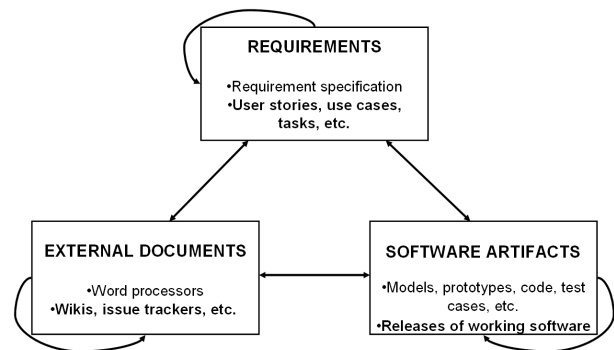 REQUIREMENTS
•Requirement specification
•User stories, use cases,
tasks, etc.
EXTERNAL DOCUMENTS
•Word processors
•Wikis, issue trackers, etc.
SOFTWARE ARTIFACTS
•Models, prototypes, code, test
cases, etc.
•Releases of working software